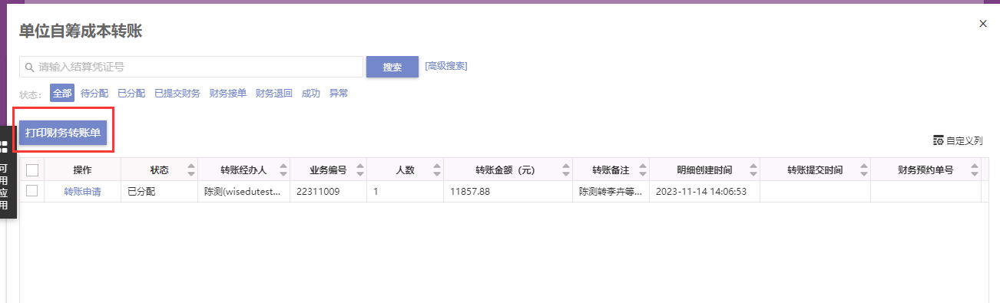 单位自筹成本转账
请输入结算凭证号
搜索
[高级搜索]
状态: 全部 待分配 已分配 已提交财务 财务接单 财务退回 成功 异常
打印财务转账单
自定义列
可用应用
操作 状态 转账经办人 业务编号 人数 转账金额（元） 转账备注 明细创建时间 转账提交时间 财务预约单号
转账申请 已分配 陈测(wisedutest... 22311009 1 11857.88 陈测转李卉等... 2023-11-14 14:06:53